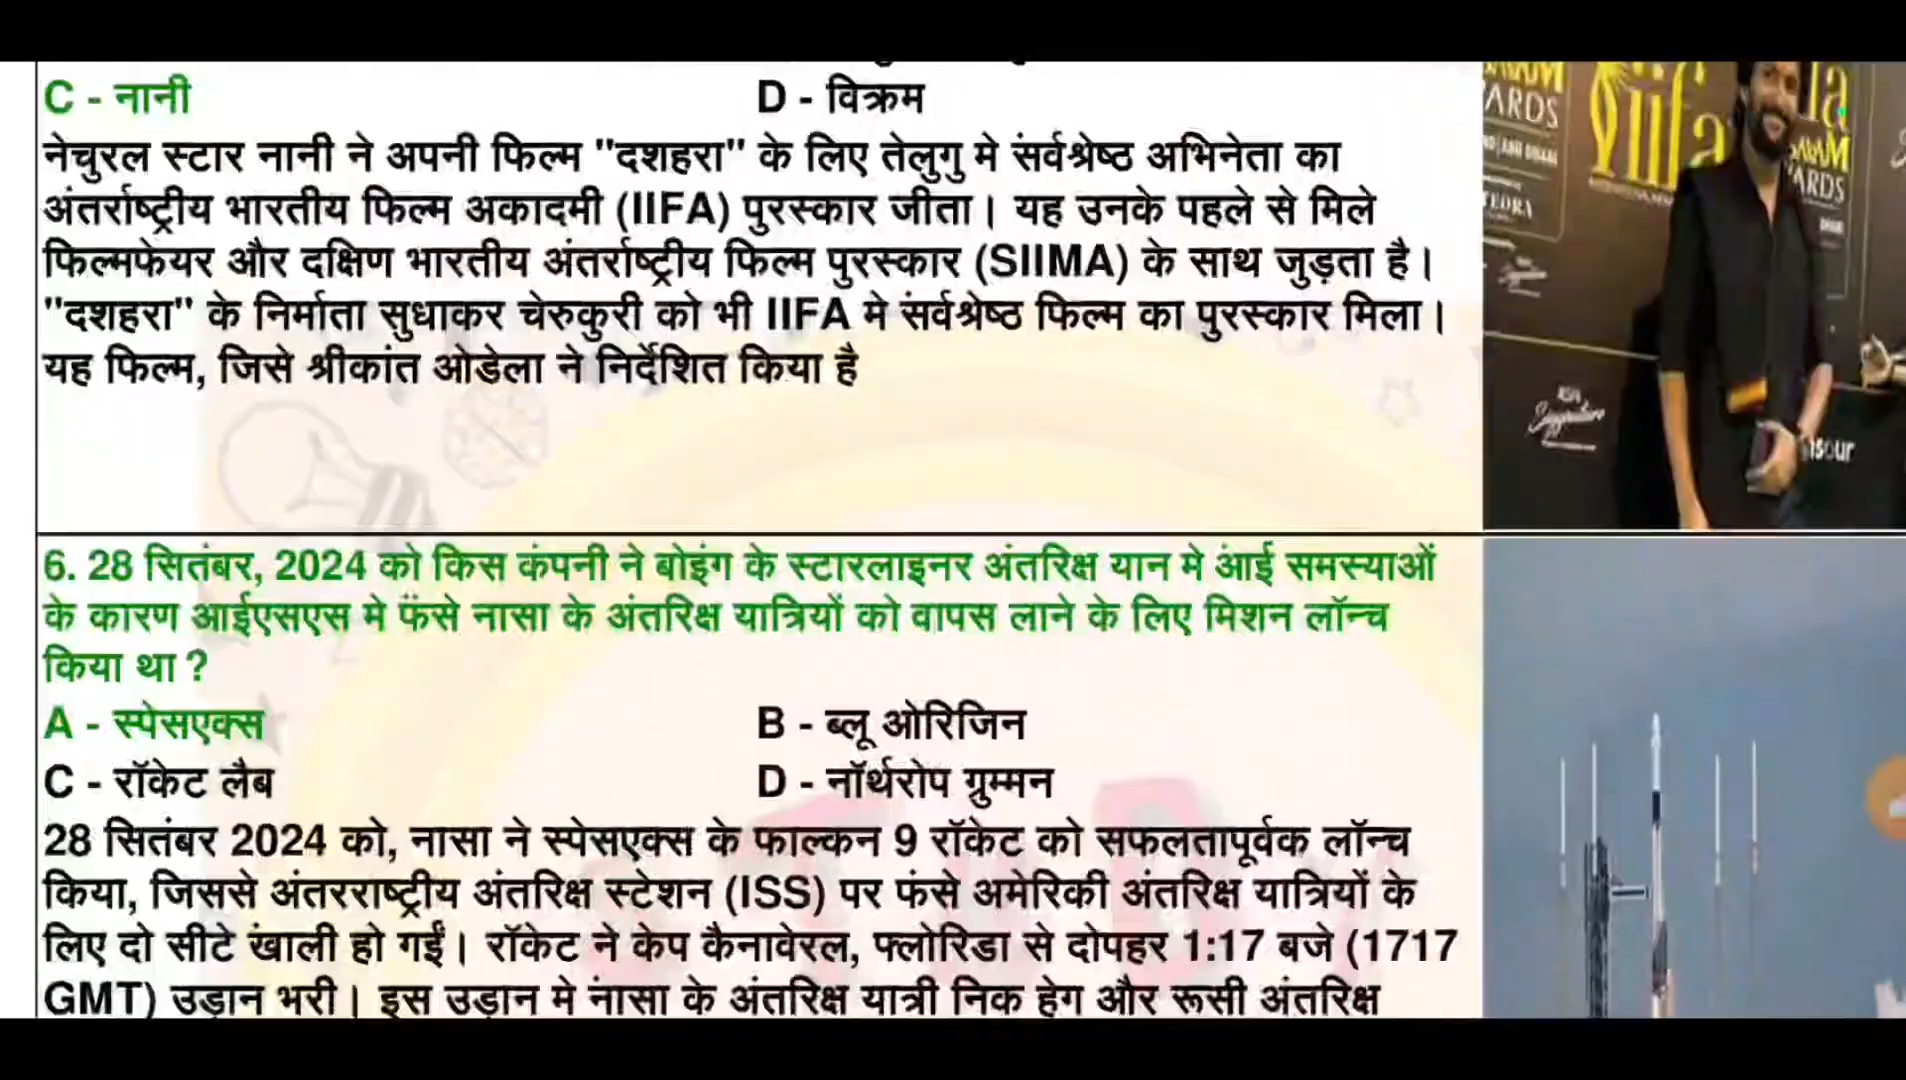 C - नानी
D - विक्रम
नेचुरल स्टार नानी ने अपनी फिल्म "दशहरा" के लिए तेलुगु मे संर्वश्रेष्ठ अभिनेता का
अंतर्राष्ट्रीय भारतीय फिल्म अकादमी (IIFA) पुरस्कार जीता। यह उनके पहले से मिले
फिल्मफेयर और दक्षिण भारतीय अंतर्राष्ट्रीय फिल्म पुरस्कार (SIIMA) के साथ जुड़ता है।
"दशहरा" के निर्माता सुधाकर चेरुकुरी को भी IIFA मे संर्वश्रेष्ठ फिल्म का पुरस्कार मिला।
यह फिल्म, जिसे श्रीकांत ओडेला ने निर्देशित किया है
6. 28 सितंबर, 2024 को किस कंपनी ने बोइंग के स्टारलाइनर अंतरिक्ष यान मे आंई समस्याओं
के कारण आईएसएस मे फंसे नासा के अंतरिक्ष यात्रियों को वापस लाने के लिए मिशन लॉन्च
किया था ?
A - स्पेसएक्स
B - ब्लू ओरिजिन
C - रॉकेट लैब
D - नॉर्थरोप ग्रुम्मन
28 सितंबर 2024 को, नासा ने स्पेसएक्स के फाल्कन 9 रॉकेट को सफलतापूर्वक लॉन्च
किया, जिससे अंतरराष्ट्रीय अंतरिक्ष स्टेशन (ISS) पर फंसे अमेरिकी अंतरिक्ष यात्रियों के
लिए दो सीटे खंाली हो गईं। रॉकेट ने केप कैनावेरल, फ्लोरिडा से दोपहर 1:17 बजे (1717
GMT) उड़ान भरी। इस उड़ान मे नंासा के अंतरिक्ष यात्री निक हेग और रूसी अंतरिक्ष
ARDS
iifa
ARDS